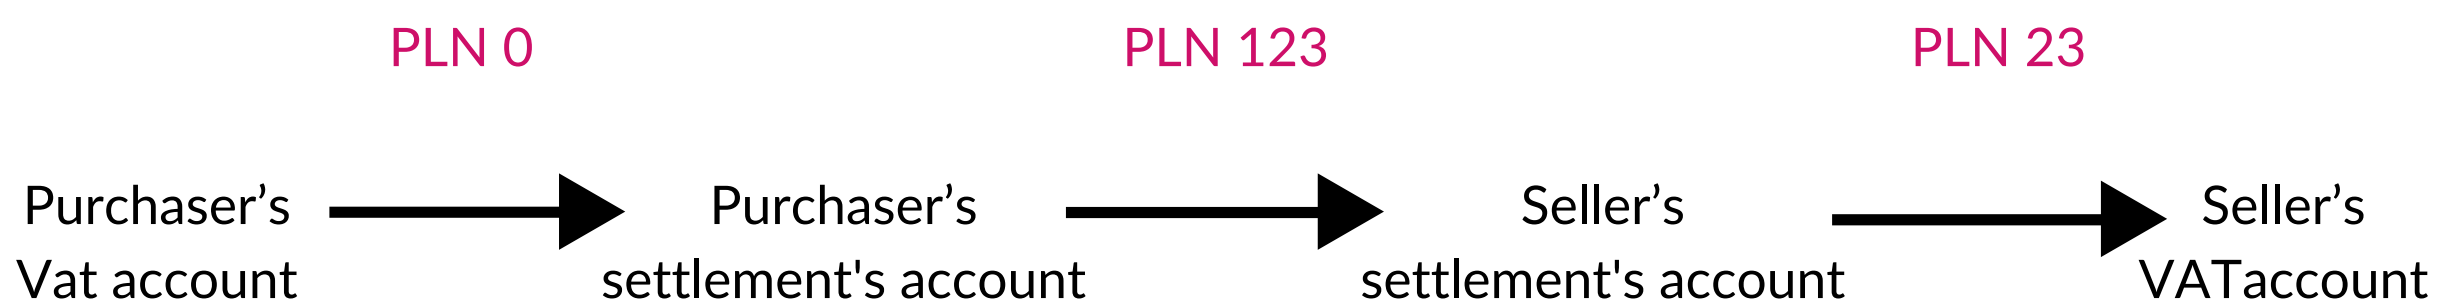 PLN 0
PLN 123
PLN 23
Purchaser’s
Vat account
Purchaser’s
settlement's account
Seller’s
settlement's account
Seller’s
VATaccount